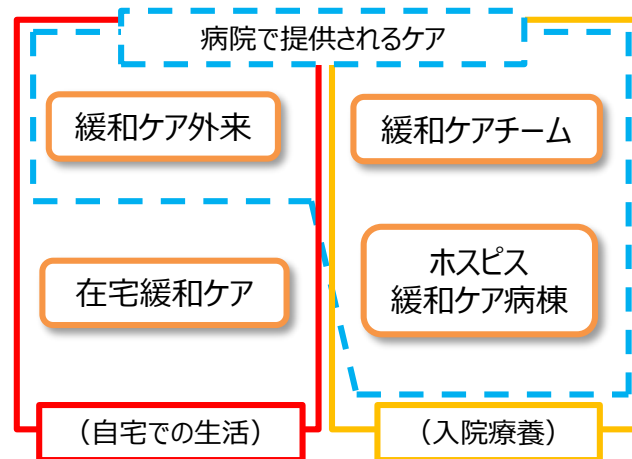 病院で提供されるケア
緩和ケア外来
緩和ケアチーム
在宅緩和ケア
ホスピス
緩和ケア病棟
（自宅での生活）
（入院療養）